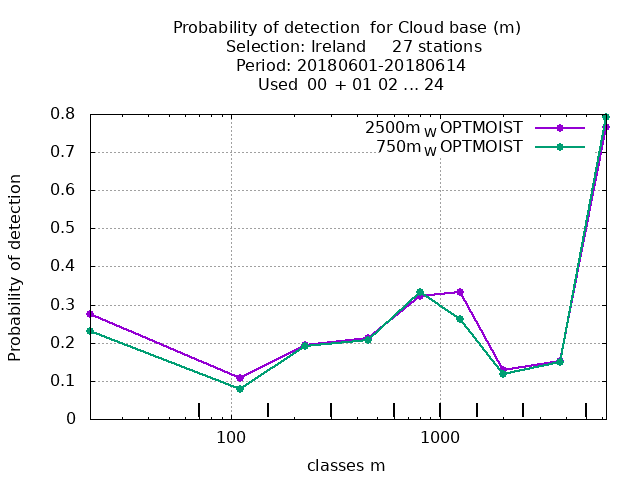 Probability of detection  for Cloud base (m)
Selection: Ireland     27 stations
Period: 20180601-20180614
Used  00  + 01 02 ... 24
2500m W OPTMOIST
750m W OPTMOIST
Probability of detection
0.8
0.7
0.6
0.5
0.4
0.3
0.2
0.1
0
100
1000
classes m